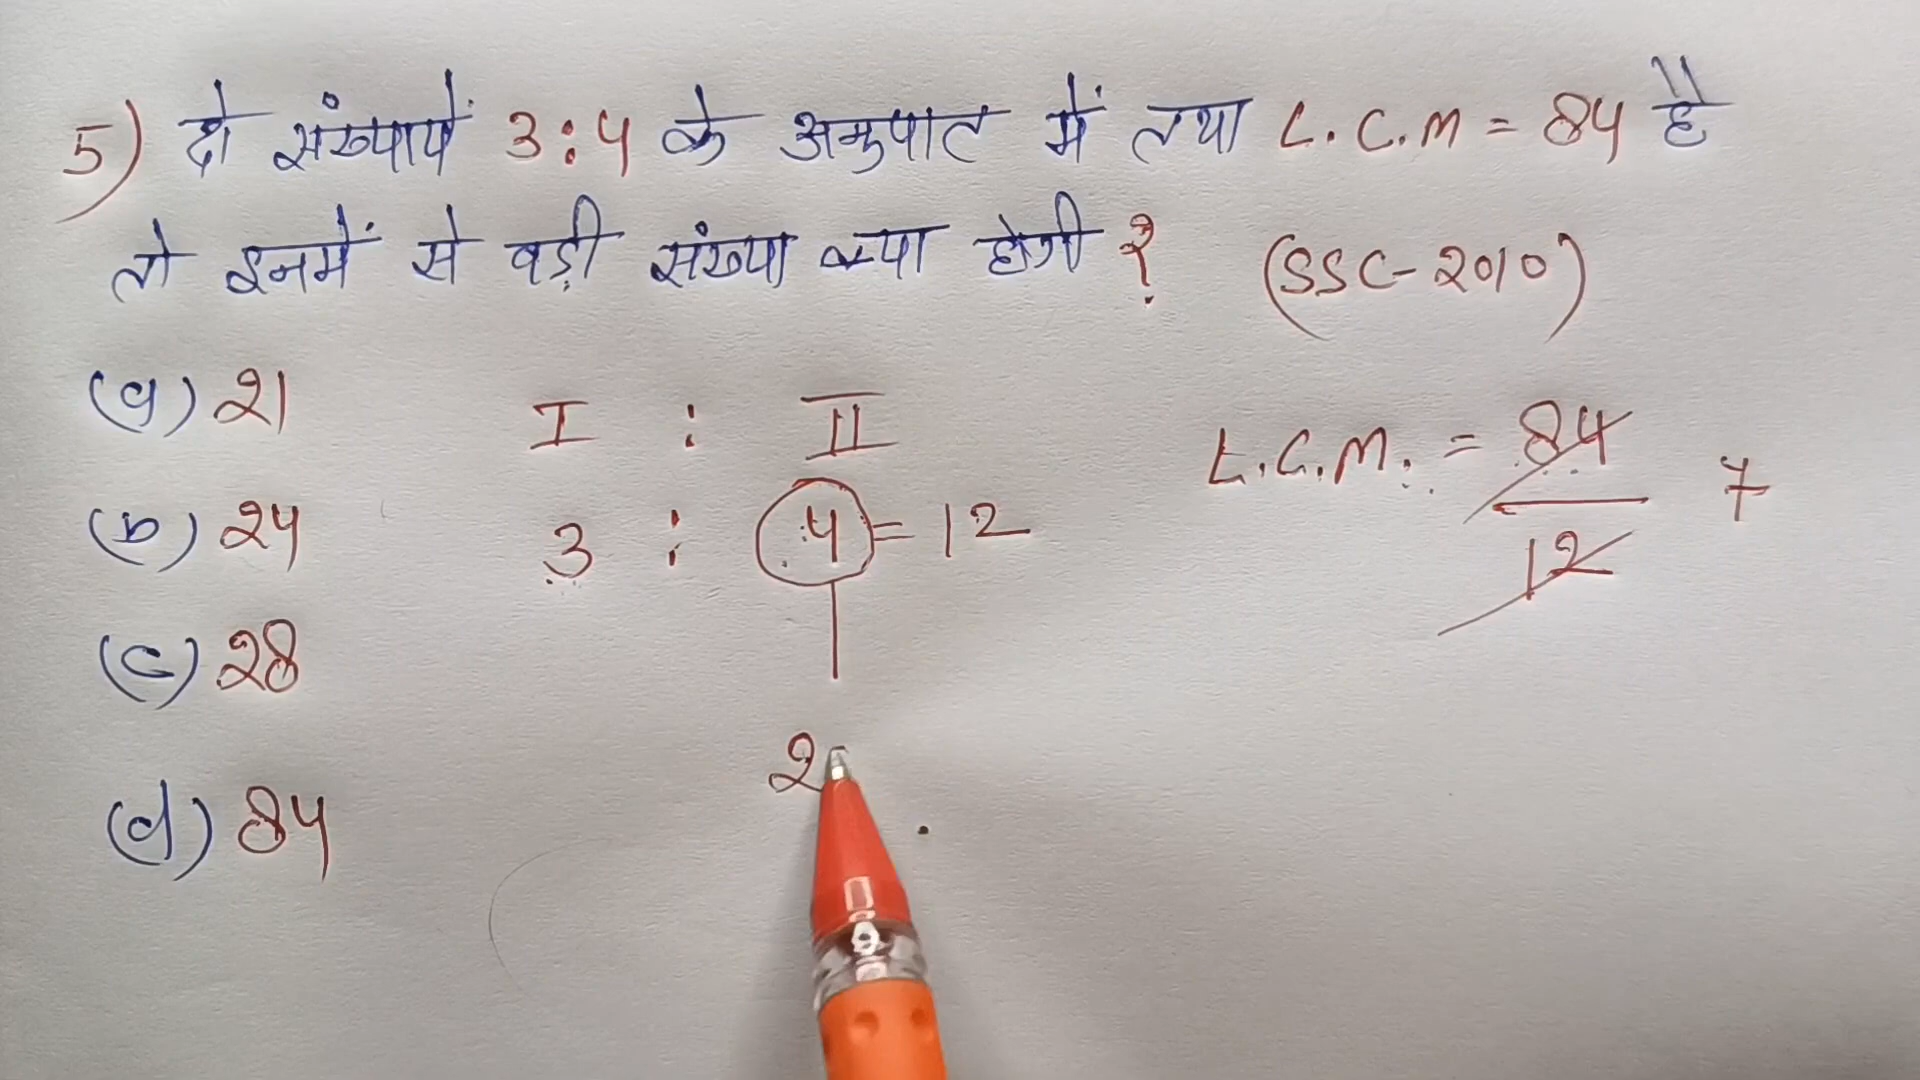 5) दो संख्यायें 3:4 के अनुपात में तथा L.C.M = 84 है
तो इनमें से बड़ी संख्या क्या होगी ? (SSC-2010)
(a) 21
I : II
L.C.M. = 84/12 7
3 : 4 = 12
(b) 24
(c) 28
2
(d) 84